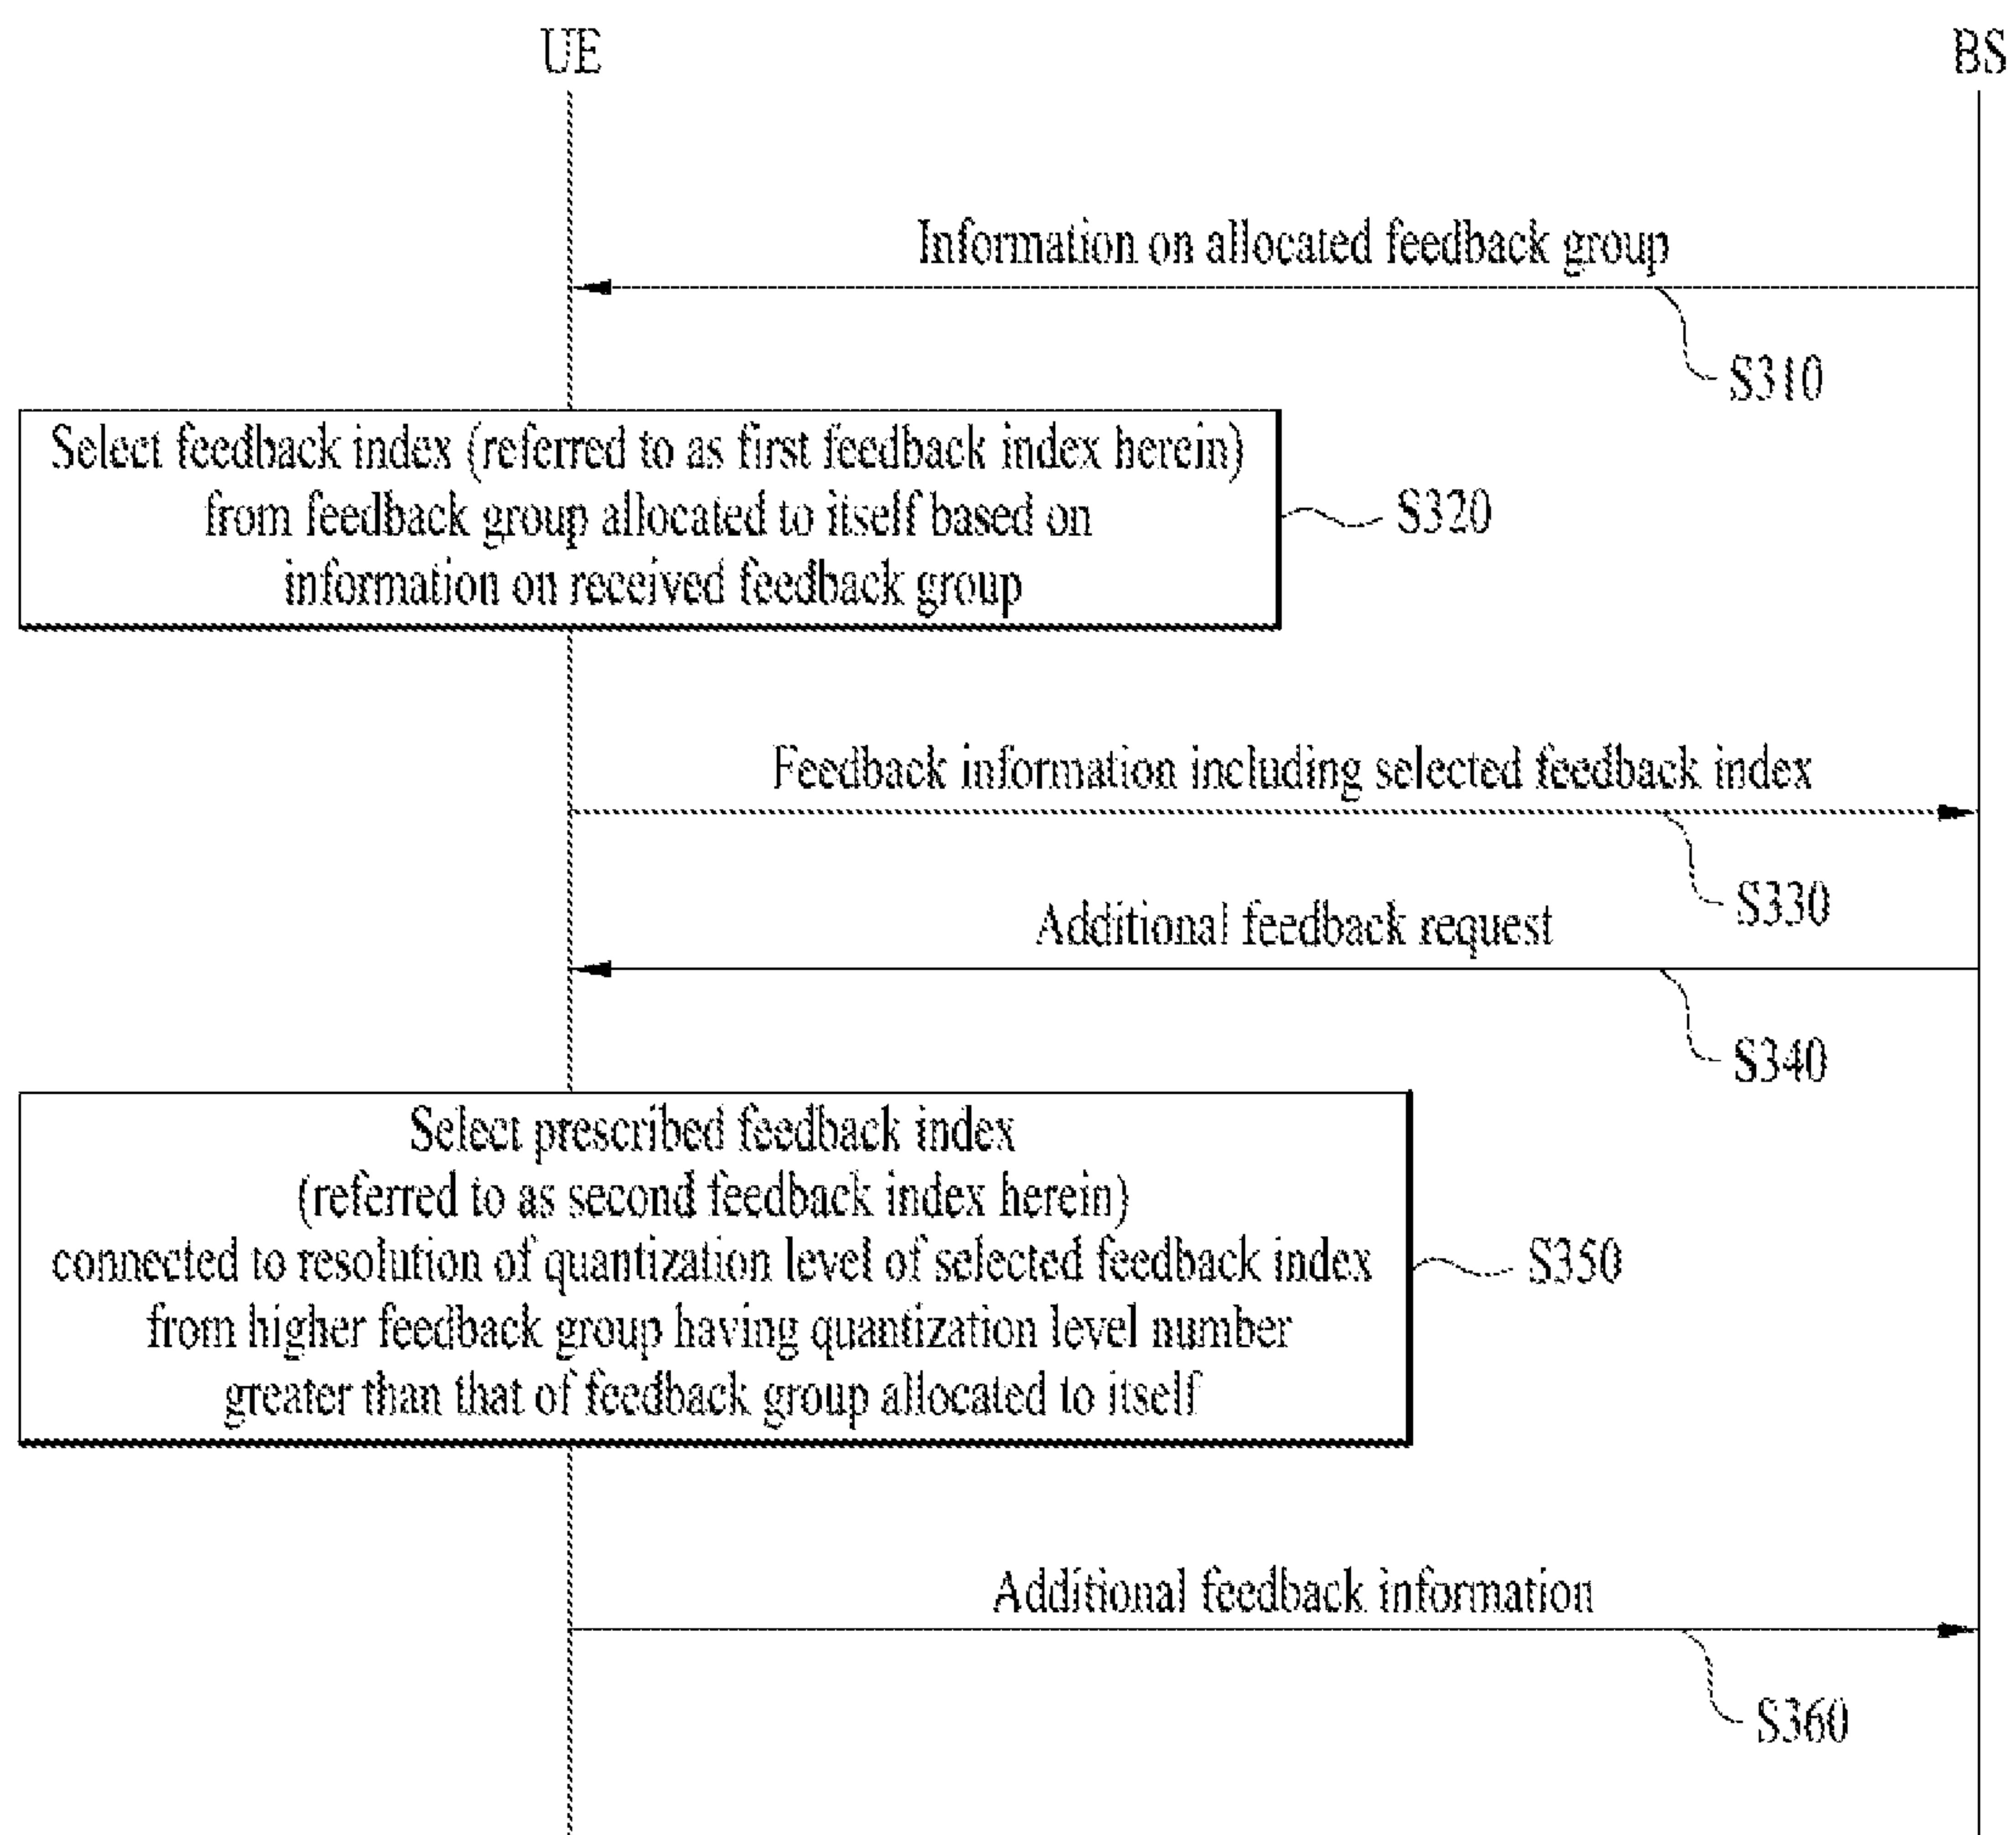 UE
BS
Information on allocated feedback group
S310
Select feedback index (referred to as first feedback index herein)
from feedback group allocated to itself based on
information on received feedback group
S320
Feedback information including selected feedback index
S330
Additional feedback request
S340
Select prescribed feedback index
(referred to as second feedback index herein)
connected to resolution of quantization level of selected feedback index
from higher feedback group having quantization level number
greater than that of feedback group allocated to itself
S350
Additional feedback information
S360